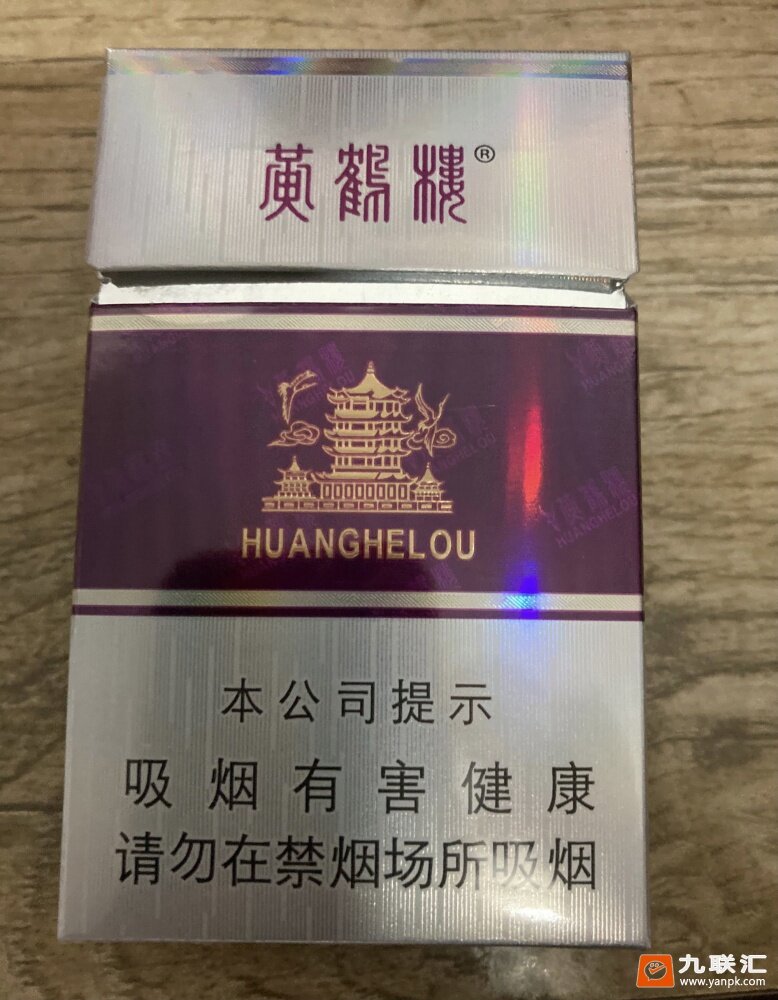 黃鶴樓®
HUANGHELOU
本公司提示
吸烟有害健康
请勿在禁烟场所吸烟
九联汇
www.yanpk.com